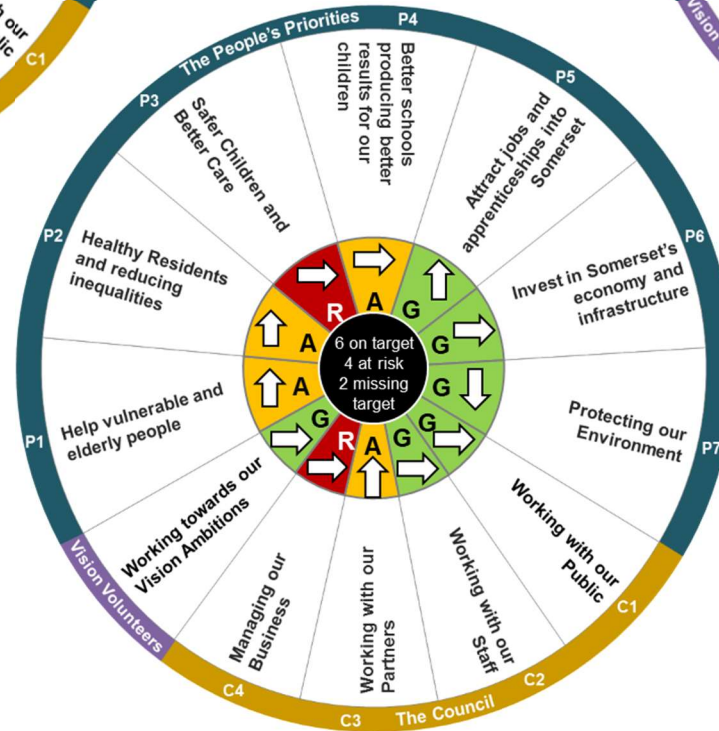 h our
lic
C1
Vision
The People's Priorities
P4
Better schools
producing better
results for our
children
P5
Attract jobs and
apprenticeships into
Somerset
P6
Invest in Somerset's
economy and
infrastructure
P7
Protecting our
Environment
C1
Working with our
Public
C2
Working with our
Staff
The Council
C3
Working with our
Partners
C4
Managing our
Business
Vision Volunteers
Working towards our
Vision Ambitions
P1
Help vulnerable and
elderly people
P2
Healthy Residents
and reducing
inequalities
P3
Safer Children and
Better Care
A
G
G
G
G
G
A
R
G
A
A
R
6 on target
4 at risk
2 missing
target